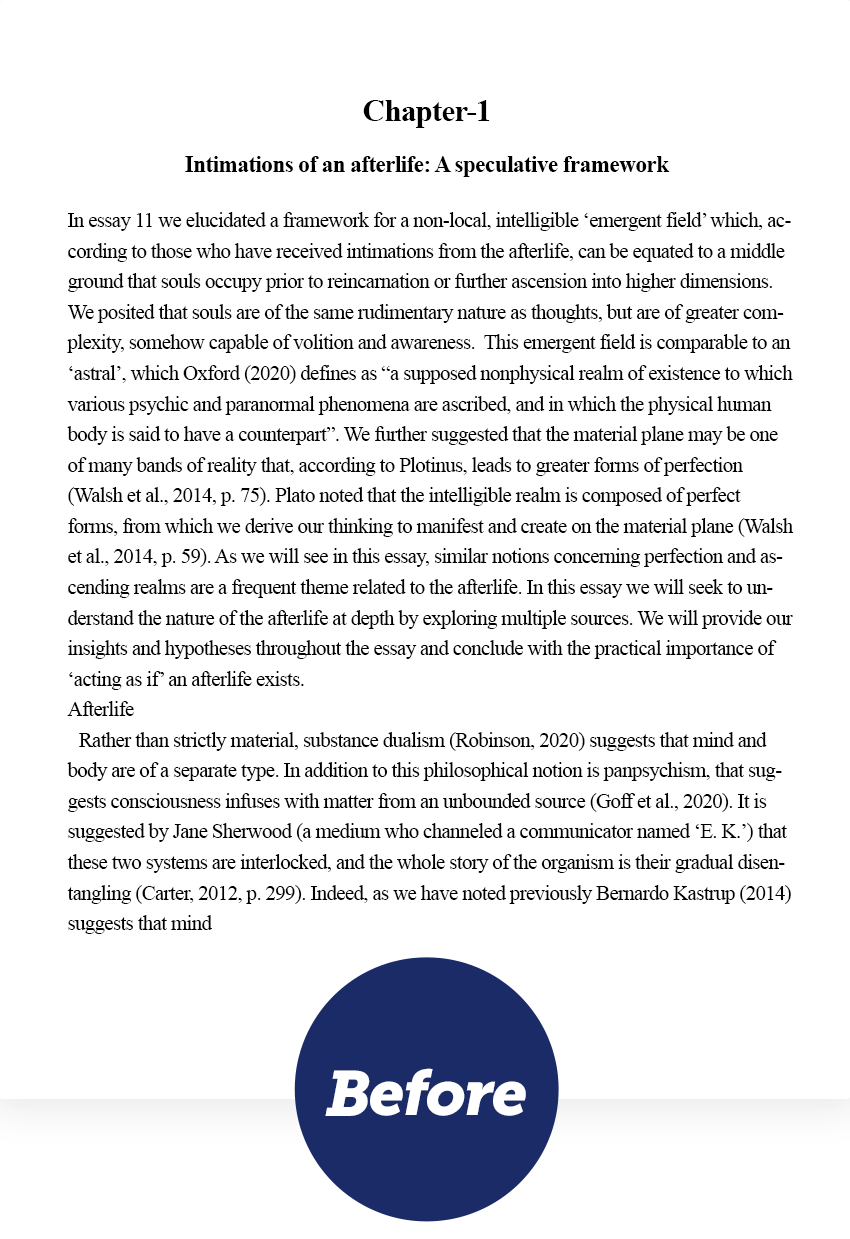 Chapter-1
Intimations of an afterlife: A speculative framework
In essay 11 we elucidated a framework for a non-local, intelligible ‘emergent field’ which, ac-
cording to those who have received intimations from the afterlife, can be equated to a middle
ground that souls occupy prior to reincarnation or further ascension into higher dimensions.
We posited that souls are of the same rudimentary nature as thoughts, but are of greater com-
plexity, somehow capable of volition and awareness.  This emergent field is comparable to an
‘astral’, which Oxford (2020) defines as “a supposed nonphysical realm of existence to which
various psychic and paranormal phenomena are ascribed, and in which the physical human
body is said to have a counterpart”. We further suggested that the material plane may be one
of many bands of reality that, according to Plotinus, leads to greater forms of perfection
(Walsh et al., 2014, p. 75). Plato noted that the intelligible realm is composed of perfect
forms, from which we derive our thinking to manifest and create on the material plane (Walsh
et al., 2014, p. 59). As we will see in this essay, similar notions concerning perfection and as-
cending realms are a frequent theme related to the afterlife. In this essay we will seek to un-
derstand the nature of the afterlife at depth by exploring multiple sources. We will provide our
insights and hypotheses throughout the essay and conclude with the practical importance of
‘acting as if’ an afterlife exists.
Afterlife
Rather than strictly material, substance dualism (Robinson, 2020) suggests that mind and
body are of a separate type. In addition to this philosophical notion is panpsychism, that sug-
gests consciousness infuses with matter from an unbounded source (Goff et al., 2020). It is
suggested by Jane Sherwood (a medium who channeled a communicator named ‘E. K.’) that
these two systems are interlocked, and the whole story of the organism is their gradual disen-
tangling (Carter, 2012, p. 299). Indeed, as we have noted previously Bernardo Kastrup (2014)
suggests that mind
Before